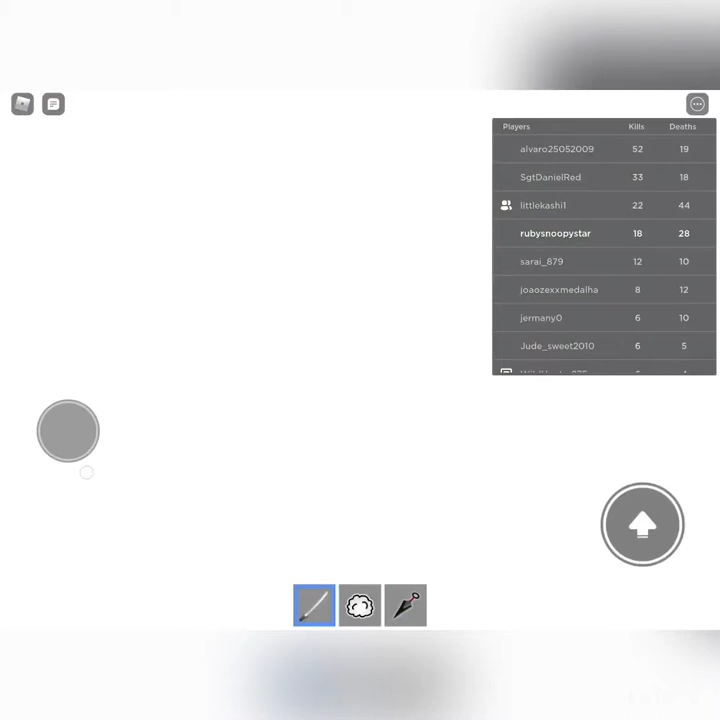 Players Kills Deaths
alvaro25052009 52 19
SgtDanielRed 33 18
littlekashi1 22 44
rubysnoopystar 18 28
sarai_879 12 10
joaozexxmedalha 8 12
jermany0 6 10
Jude_sweet2010 6 5